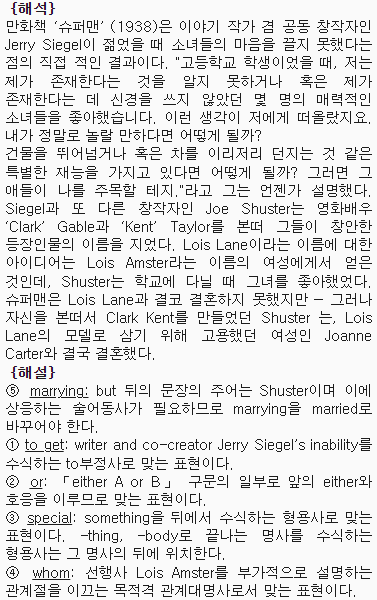 {해석}
만화책 ‘슈퍼맨’ (1938)은 이야기 작가 겸 공동 창작자인
Jerry Siegel이 젊었을 때 소녀들의 마음을 끌지 못했다는
점의 직접 적인 결과이다. "고등학교 학생이었을 때, 저는
제가 존재한다는 것을 알지 못하거나 혹은 제가
존재한다는 데 신경을 쓰지 않았던 몇 명의 매력적인
소녀들을 좋아했습니다. 이런 생각이 저에게 떠올랐지요.
내가 정말로 놀랄 만하다면 어떻게 될까?
건물을 뛰어넘거나 혹은 차를 이리저리 던지는 것 같은
특별한 재능을 가지고 있다면 어떻게 될까? 그러면 그
애들이 나를 주목할 테지."라고 그는 언젠가 설명했다.
Siegel과 또 다른 창작자인 Joe Shuster는 영화배우
‘Clark’ Gable과 ‘Kent’ Taylor를 본떠 그들이 창안한
등장인물의 이름을 지었다. Lois Lane이라는 이름에 대한
아이디어는 Lois Amster라는 이름의 여성에게서 얻은
것인데, Shuster는 학교에 다닐 때 그녀를 좋아했었다.
슈퍼맨은 Lois Lane과 결코 결혼하지 못했지만 — 그러나
자신을 본떠서 Clark Kent를 만들었던 Shuster 는, Lois
Lane의 모델로 삼기 위해 고용했던 여성인 Joanne
Carter와 결국 결혼했다.
{해설}
⑤ marrying: but 뒤의 문장의 주어는 Shuster이며 이에
상응하는 술어동사가 필요하므로 marrying을 married로
바꾸어야 한다.
① to get: writer and co-creator Jerry Siegel’s inability를
수식하는 to부정사로 맞는 표현이다.
② or: 「either A or B」 구문의 일부로 앞의 either와
호응을 이루므로 맞는 표현이다.
③ special: something을 뒤에서 수식하는 형용사로 맞는
표현이다. -thing, -body로 끝나는 명사를 수식하는
형용사는 그 명사의 뒤에 위치한다.
④ whom: 선행사 Lois Amster를 부가적으로 설명하는
관계절을 이끄는 목적격 관계대명사로서 맞는 표현이다.